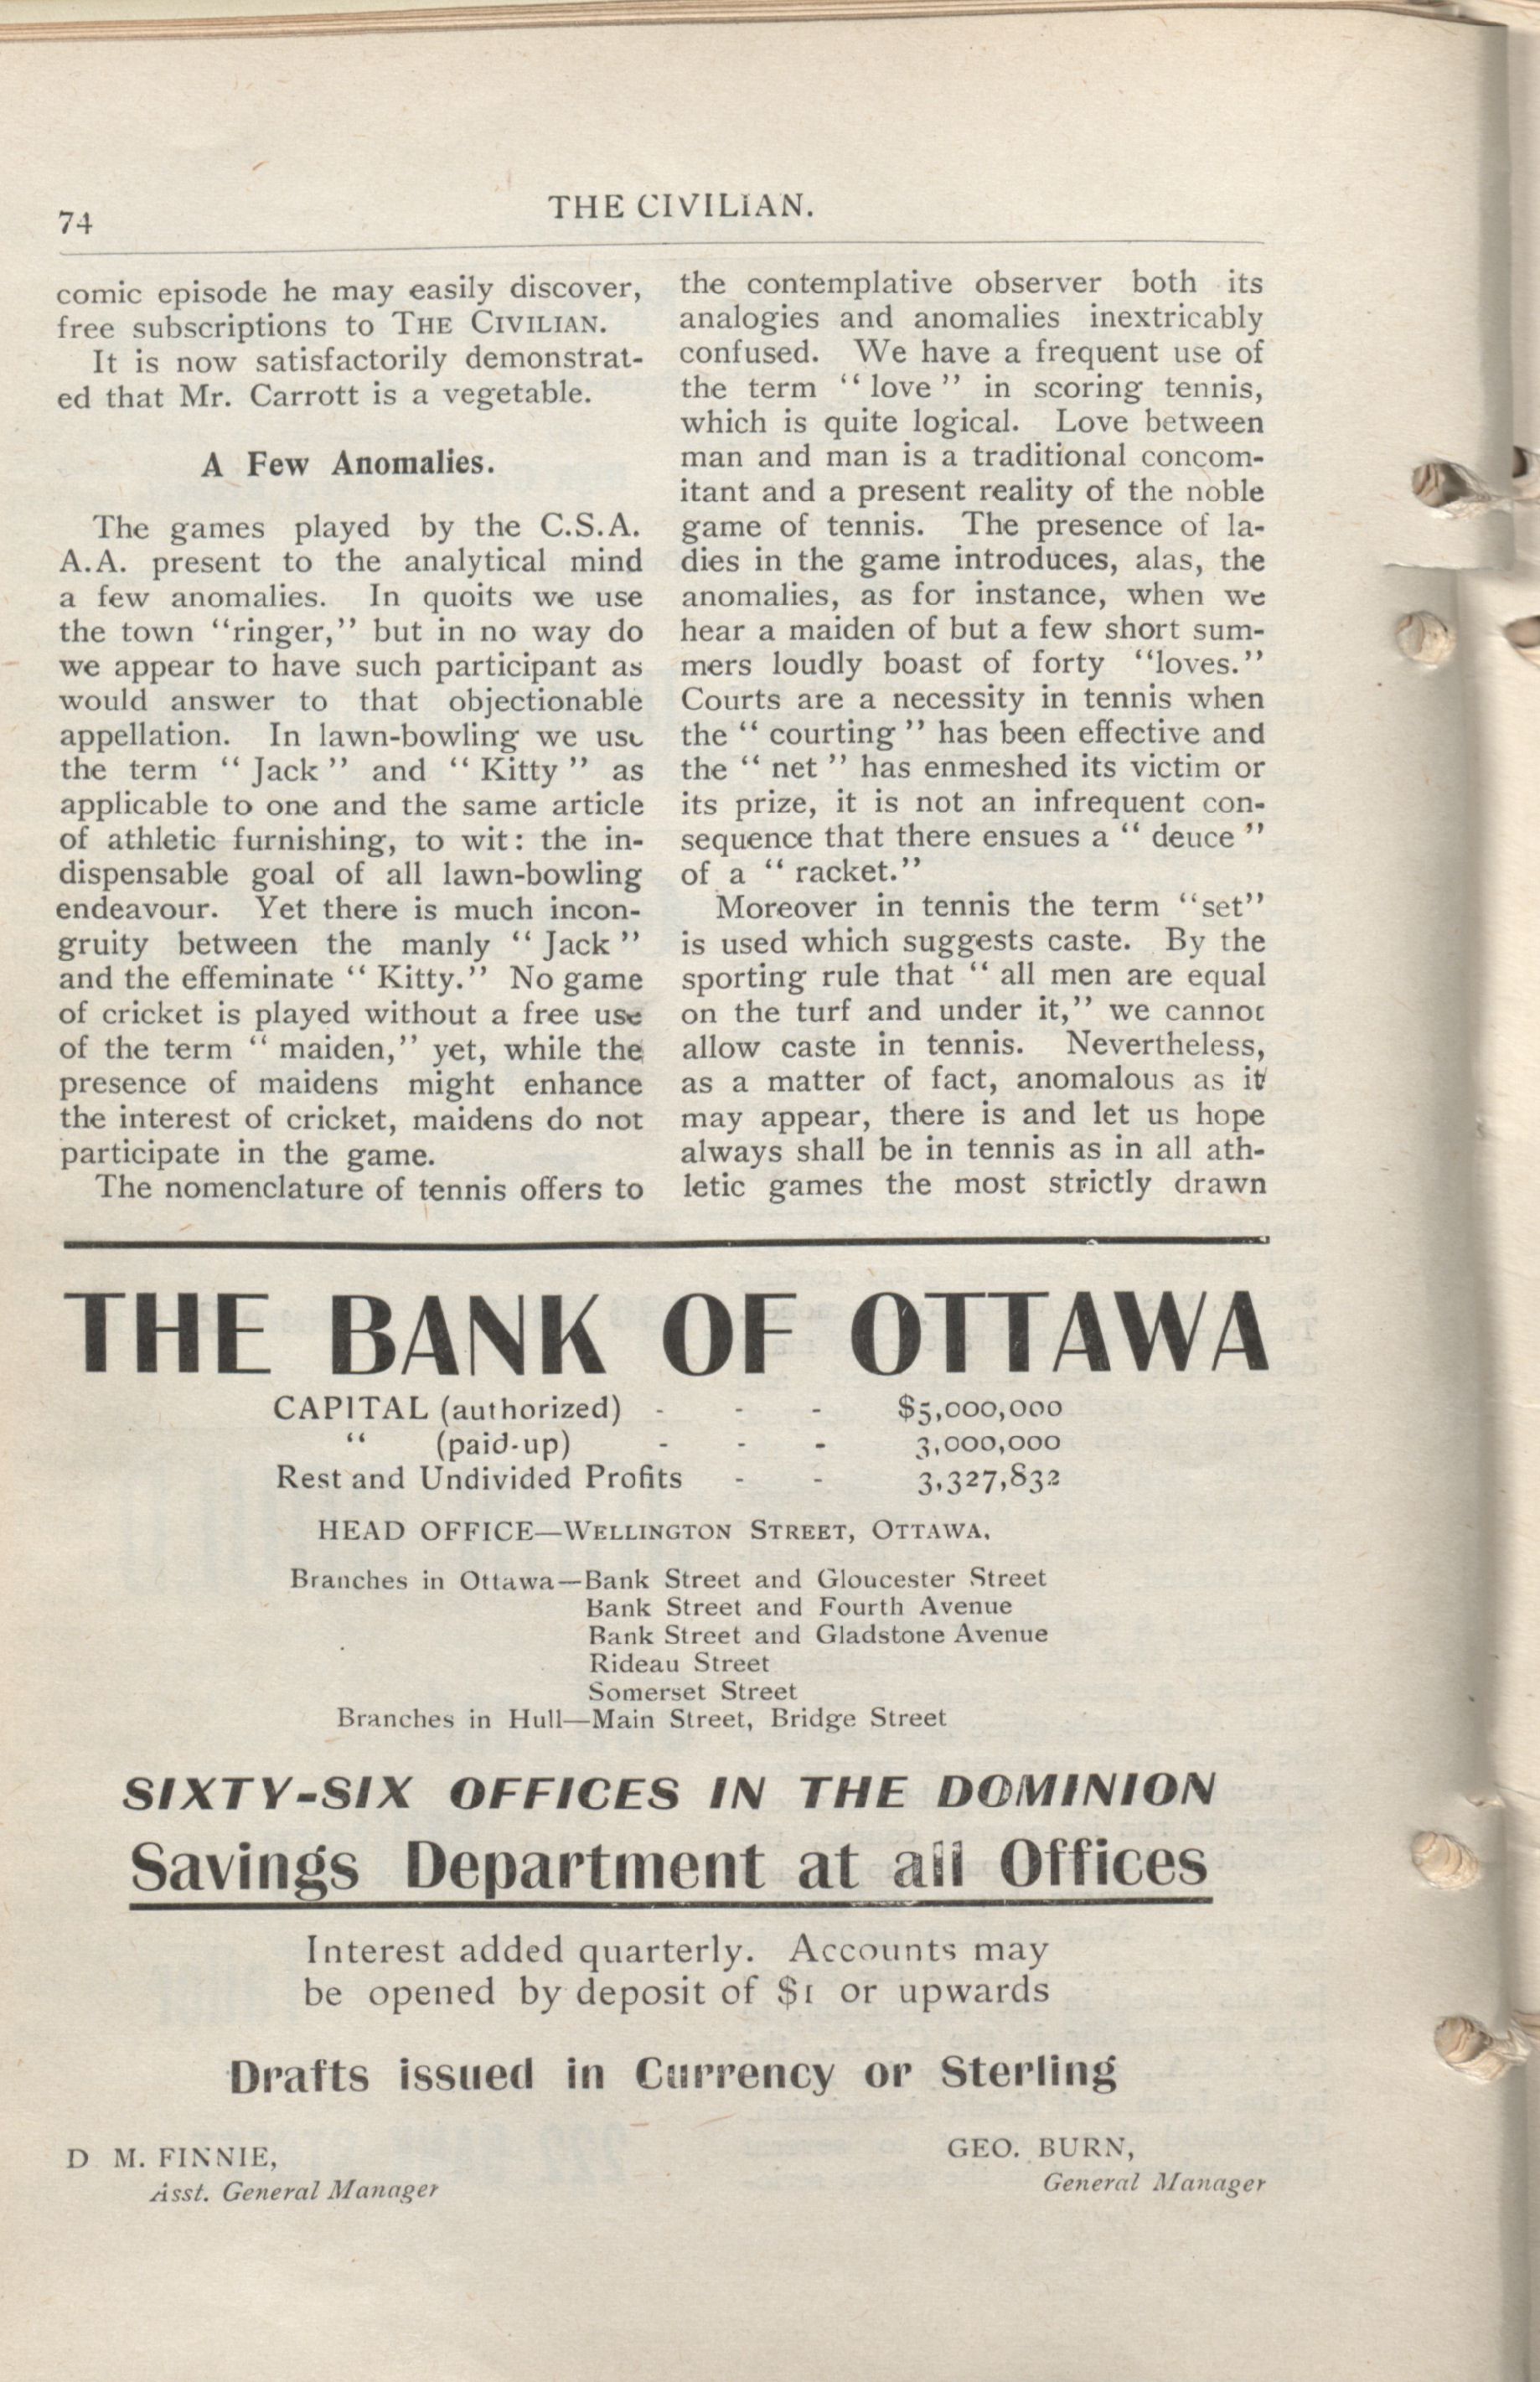 74
THE CIVILIAN.
comic episode he may easily discover,
free subscriptions to THE CIVILIAN.
It is now satisfactorily demonstrat-
ed that Mr. Carrott is a vegetable.
A Few Anomalies.
The games played by the C.S.A.
A.A. present to the analytical mind
a few anomalies. In quoits we use
the town "ringer," but in no way do
we appear to have such participant as
would answer to that objectionable
appellation. In lawn-bowling we use
the term "Jack" and "Kitty" as
applicable to one and the same article
of athletic furnishing, to wit: the in-
dispensable goal of all lawn-bowling
endeavour. Yet there is much incon-
gruity between the manly "Jack"
and the effeminate "Kitty." No game
of cricket is played without a free use
of the term "maiden," yet, while the
presence of maidens might enhance
the interest of cricket, maidens do not
participate in the game.
The nomenclature of tennis offers to
the contemplative observer both its
analogies and anomalies inextricably
confused. We have a frequent use of
the term "love" in scoring tennis,
which is quite logical. Love between
man and man is a traditional concom-
itant and a present reality of the noble
game of tennis. The presence of la-
dies in the game introduces, alas, the
anomalies, as for instance, when we
hear a maiden of but a few short sum-
mers loudly boast of forty "loves."
Courts are a necessity in tennis when
the "courting" has been effective and
the "net" has enmeshed its victim or
its prize, it is not an infrequent con-
sequence that there ensues a "deuce"
of a "racket."
Moreover in tennis the term "set"
is used which suggests caste. By the
sporting rule that "all men are equal
on the turf and under it," we cannot
allow caste in tennis. Nevertheless,
as a matter of fact, anomalous as it
may appear, there is and let us hope
always shall be in tennis as in all ath-
letic games the most strictly drawn
THE BANK OF OTTAWA
CAPITAL (authorized) - - - $5,000,000
" (paid-up) - - - 3,000,000
Rest and Undivided Profits - - 3,327,832
HEAD OFFICE—WELLINGTON STREET, OTTAWA.
Branches in Ottawa—Bank Street and Gloucester Street
Bank Street and Fourth Avenue
Bank Street and Gladstone Avenue
Rideau Street
Somerset Street
Branches in Hull—Main Street, Bridge Street
SIXTY-SIX OFFICES IN THE DOMINION
Savings Department at all Offices
Interest added quarterly. Accounts may
be opened by deposit of $1 or upwards
Drafts issued in Currency or Sterling
D M. FINNIE,
Asst. General Manager
GEO. BURN,
General Manager